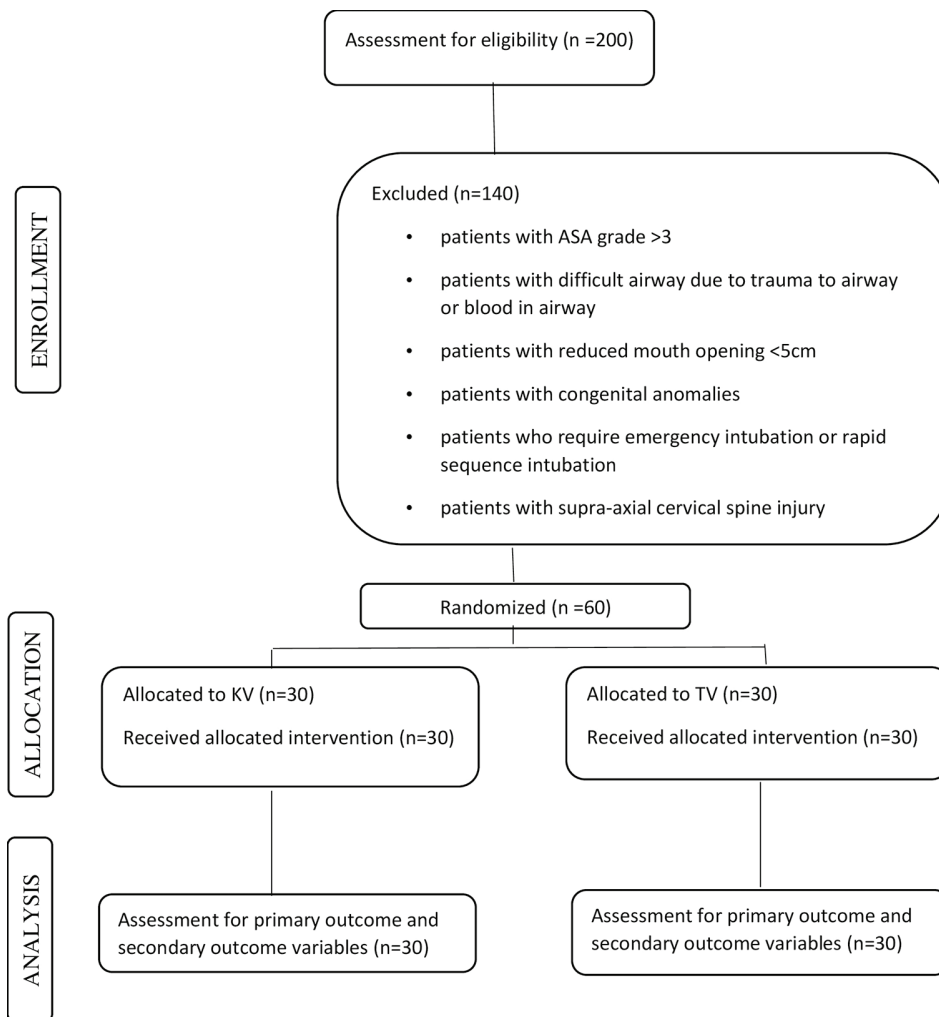 Assessment for eligibility (n =200)
ENROLLMENT
Excluded (n=140)
• patients with ASA grade >3
• patients with difficult airway due to trauma to airway
or blood in airway
• patients with reduced mouth opening <5cm
• patients with congenital anomalies
• patients who require emergency intubation or rapid
sequence intubation
• patients with supra-axial cervical spine injury
Randomized (n =60)
ALLOCATION
Allocated to KV (n=30)
Received allocated intervention (n=30)
Allocated to TV (n=30)
Received allocated intervention (n=30)
ANALYSIS
Assessment for primary outcome and
secondary outcome variables (n=30)
Assessment for primary outcome and
secondary outcome variables (n=30)